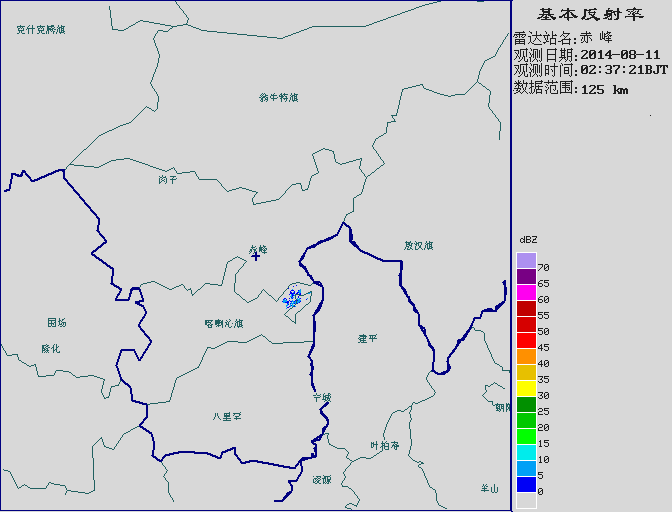 基本反射率
雷达站名:赤 峰
观测日期:2014-08-11
观测时间:02:37:21BJT
数据范围:125 km
克什克腾旗
翁牛特旗
岗子
赤峰
敖汉旗
围场
喀喇沁旗
建平
隆化
宁城
朝阳
八里罕
叶柏寿
凌源
羊山
dBZ
70
65
60
55
50
45
40
35
30
25
20
15
10
5
0